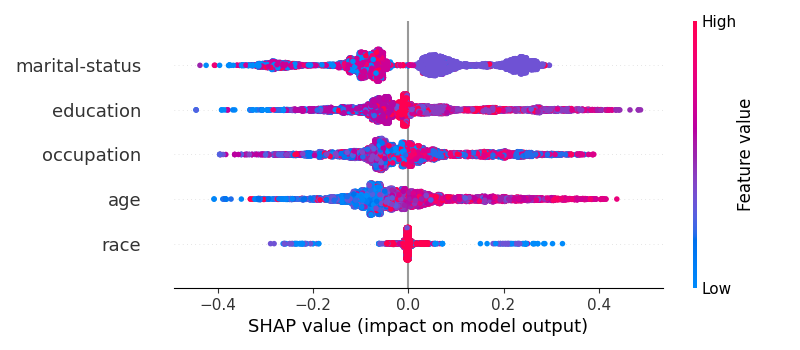 High
marital-status
education
occupation
age
race
Feature value
Low
−0.4 −0.2 0.0 0.2 0.4
SHAP value (impact on model output)